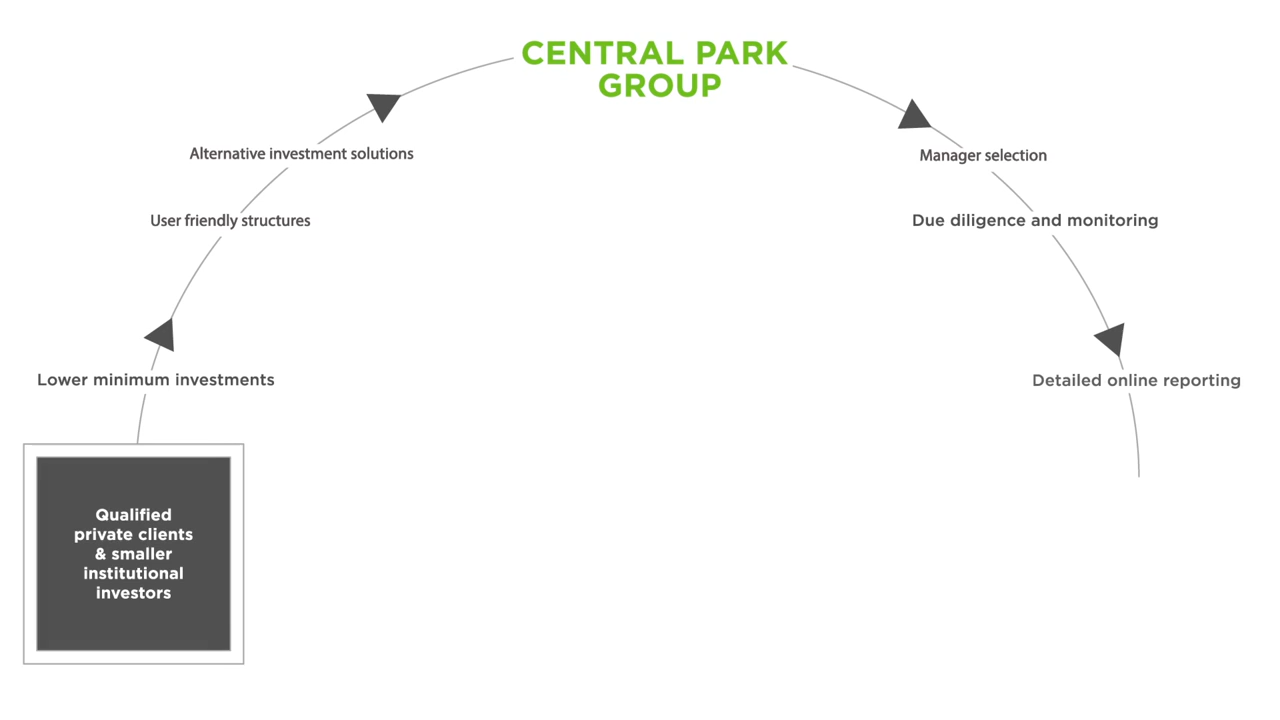 CENTRAL PARK
GROUP
Alternative investment solutions
Manager selection
User friendly structures
Due diligence and monitoring
Lower minimum investments
Detailed online reporting
Qualified
private clients
& smaller
institutional
investors